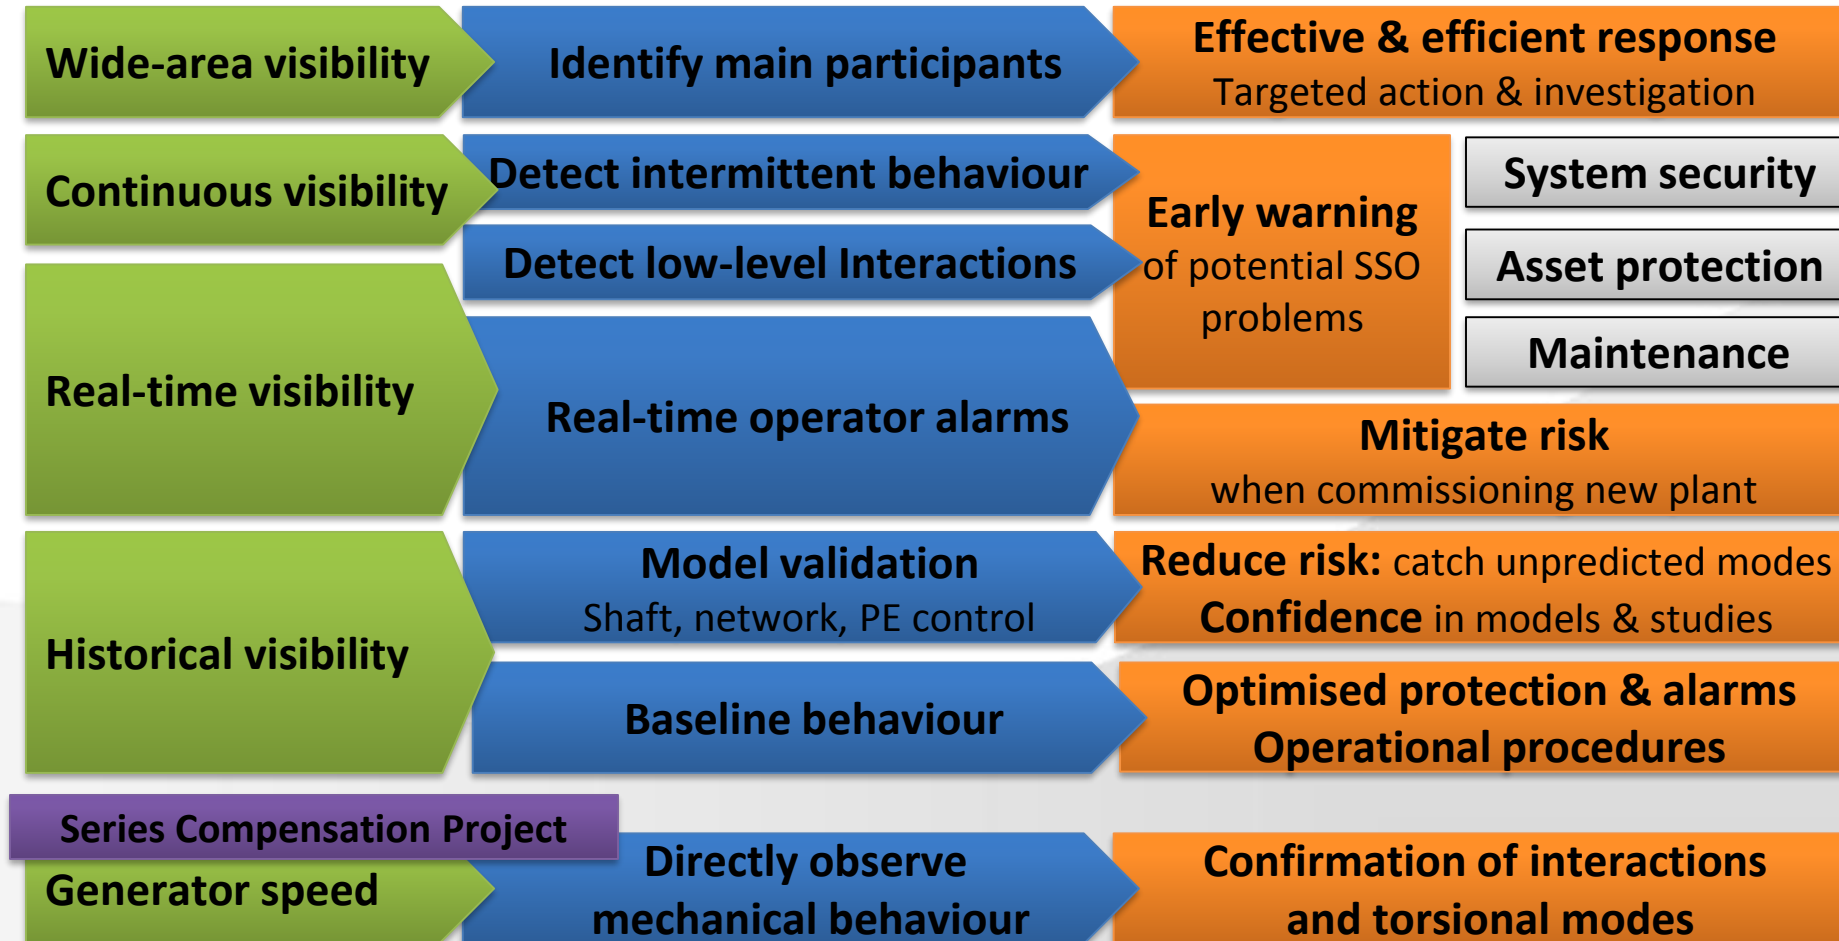 Wide-area visibility
Identify main participants
Effective & efficient response
Targeted action & investigation
Continuous visibility
Detect intermittent behaviour
Detect low-level Interactions
Early warning
of potential SSO
problems
System security
Asset protection
Maintenance
Real-time visibility
Real-time operator alarms
Mitigate risk
when commissioning new plant
Historical visibility
Model validation
Shaft, network, PE control
Reduce risk: catch unpredicted modes
Confidence in models & studies
Baseline behaviour
Optimised protection & alarms
Operational procedures
Series Compensation Project
Generator speed
Directly observe
mechanical behaviour
Confirmation of interactions
and torsional modes